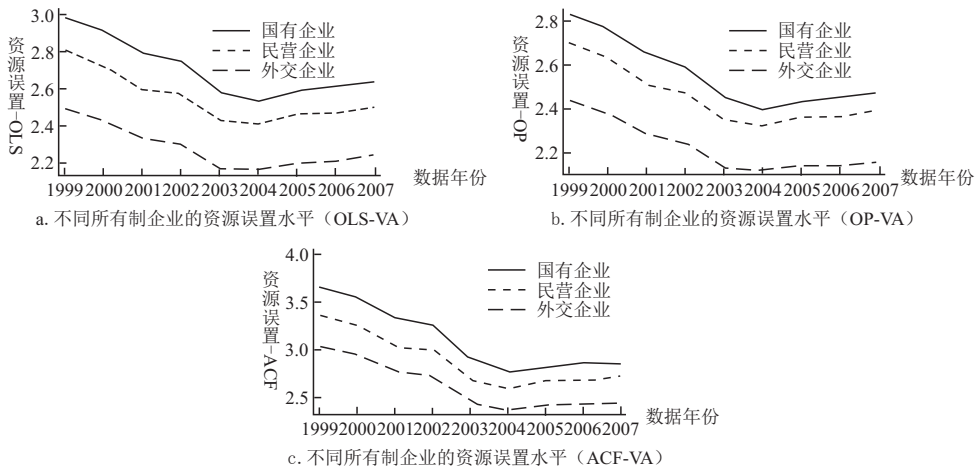 3.0
2.8
2.6
2.4
2.2
资源误置–OLS
国有企业
民营企业
外交企业
1999 2000 2001 2002 2003 2004 2005 2006 2007
数据年份
a. 不同所有制企业的资源误置水平（OLS-VA）
2.8
2.6
2.4
2.2
资源误置–OP
国有企业
民营企业
外交企业
1999 2000 2001 2002 2003 2004 2005 2006 2007
数据年份
b. 不同所有制企业的资源误置水平（OP-VA）
4.0
3.5
3.0
2.5
资源误置–ACF
国有企业
民营企业
外交企业
1999 2000 2001 2002 2003 2004 2005 2006 2007
数据年份
c. 不同所有制企业的资源误置水平（ACF-VA）